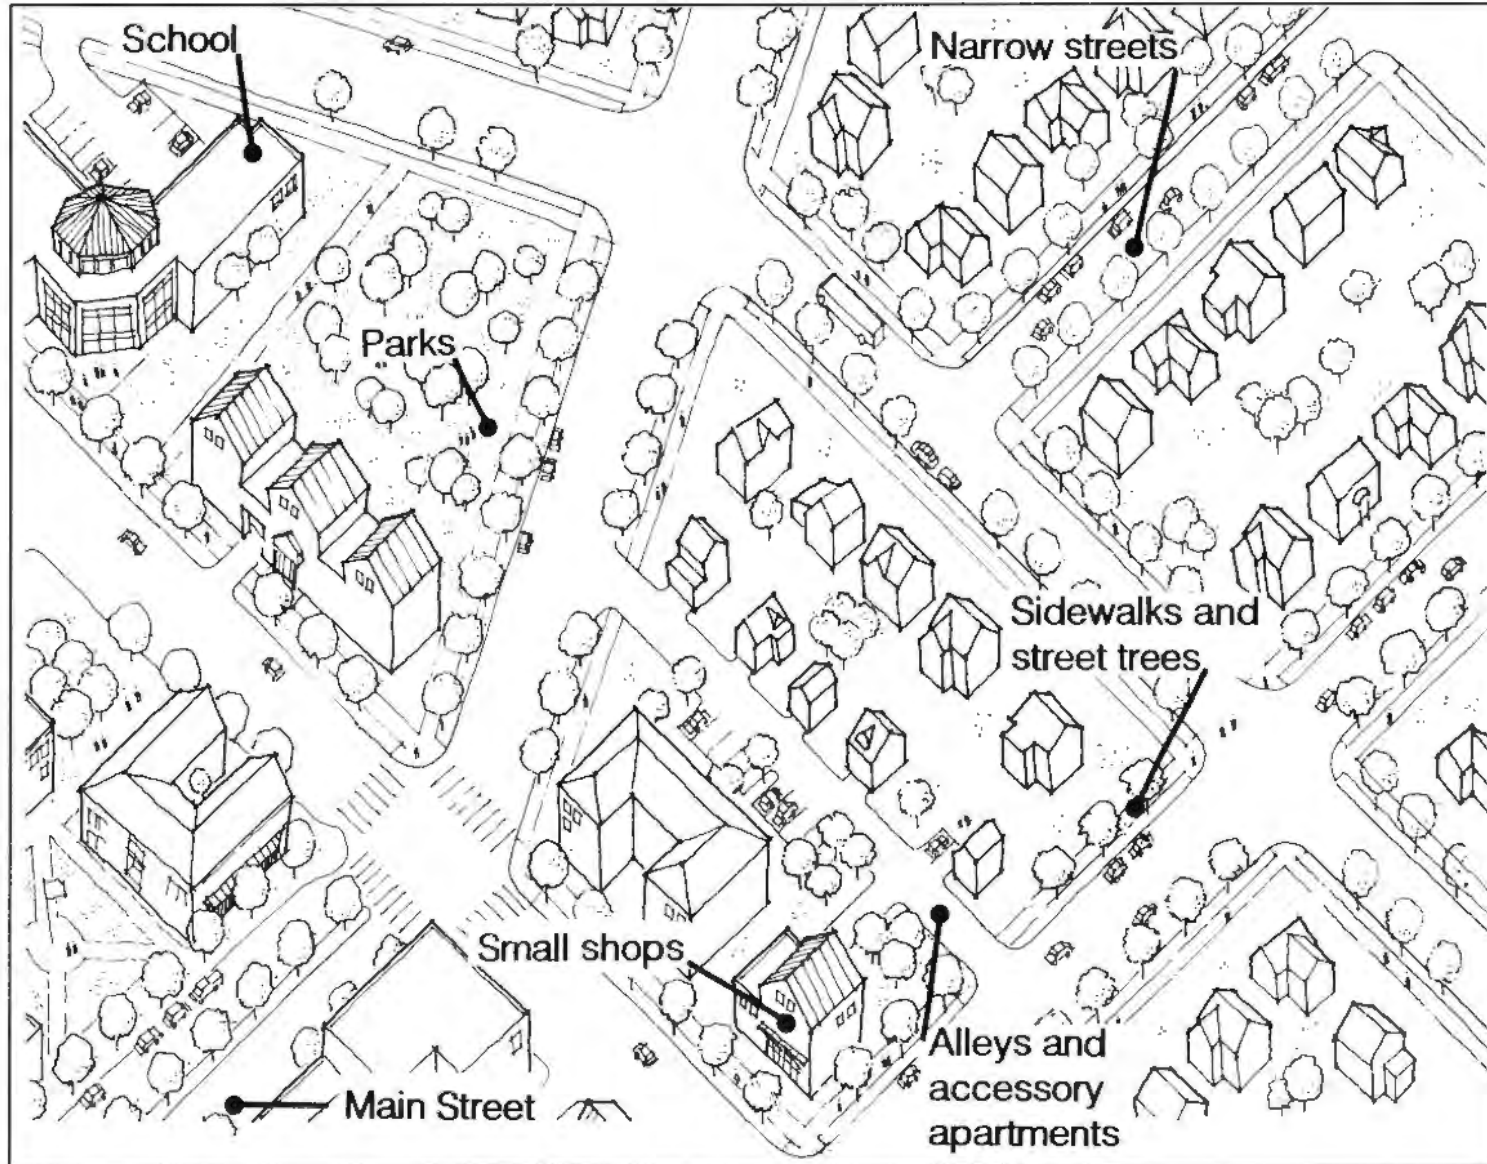 School
Narrow streets
Parks
Sidewalks and
street trees
Small shops
Alleys and
accessory
apartments
Main Street